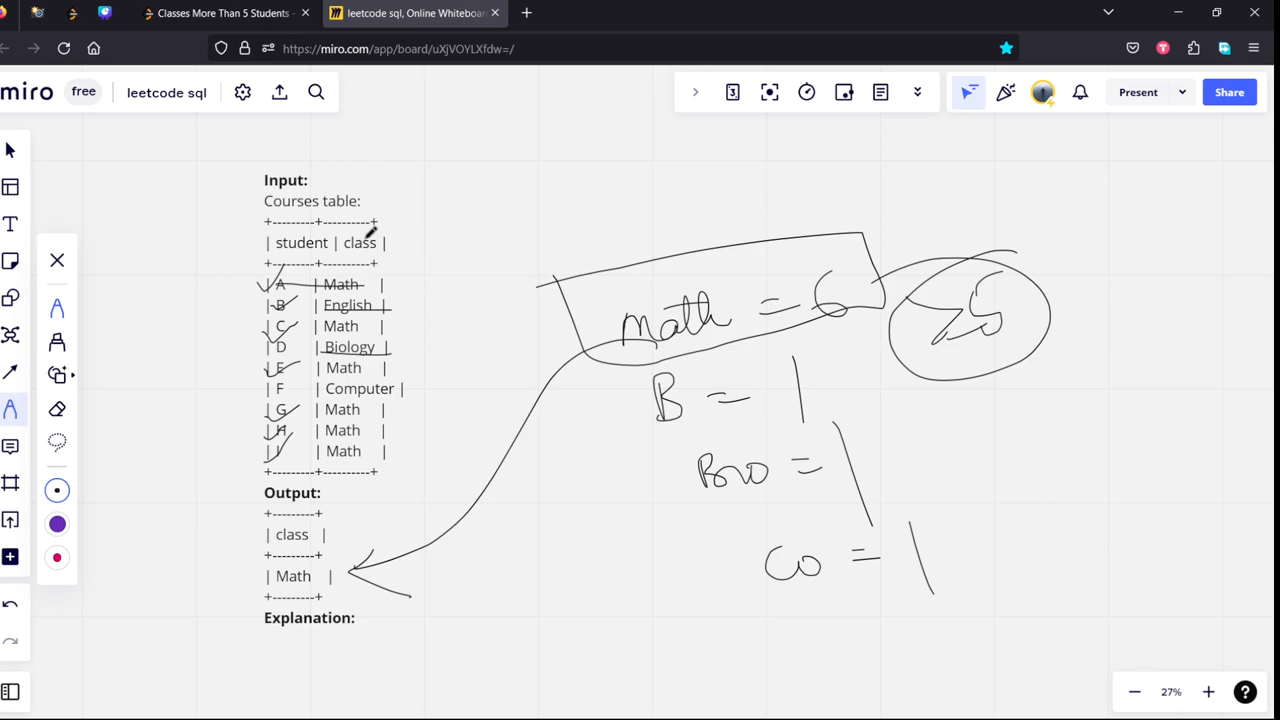 Classes More Than 5 Students -
leetcode sql, Online Whiteboard
https://miro.com/app/board/uXjVOYLXfdw=/
miro free leetcode sql
Present
Share
Input:
Courses table:
+---------+----------+
| student | class |
+---------+----------+
| A | Math |
| B | English |
| C | Math |
| D | Biology |
| E | Math |
| F | Computer |
| G | Math |
| H | Math |
| I | Math |
+---------+----------+
Output:
+---------+
| class |
+---------+
| Math |
+---------+
Explanation:
math = 6
≥5
B = 1
Bio = 1
Co = 1
27%